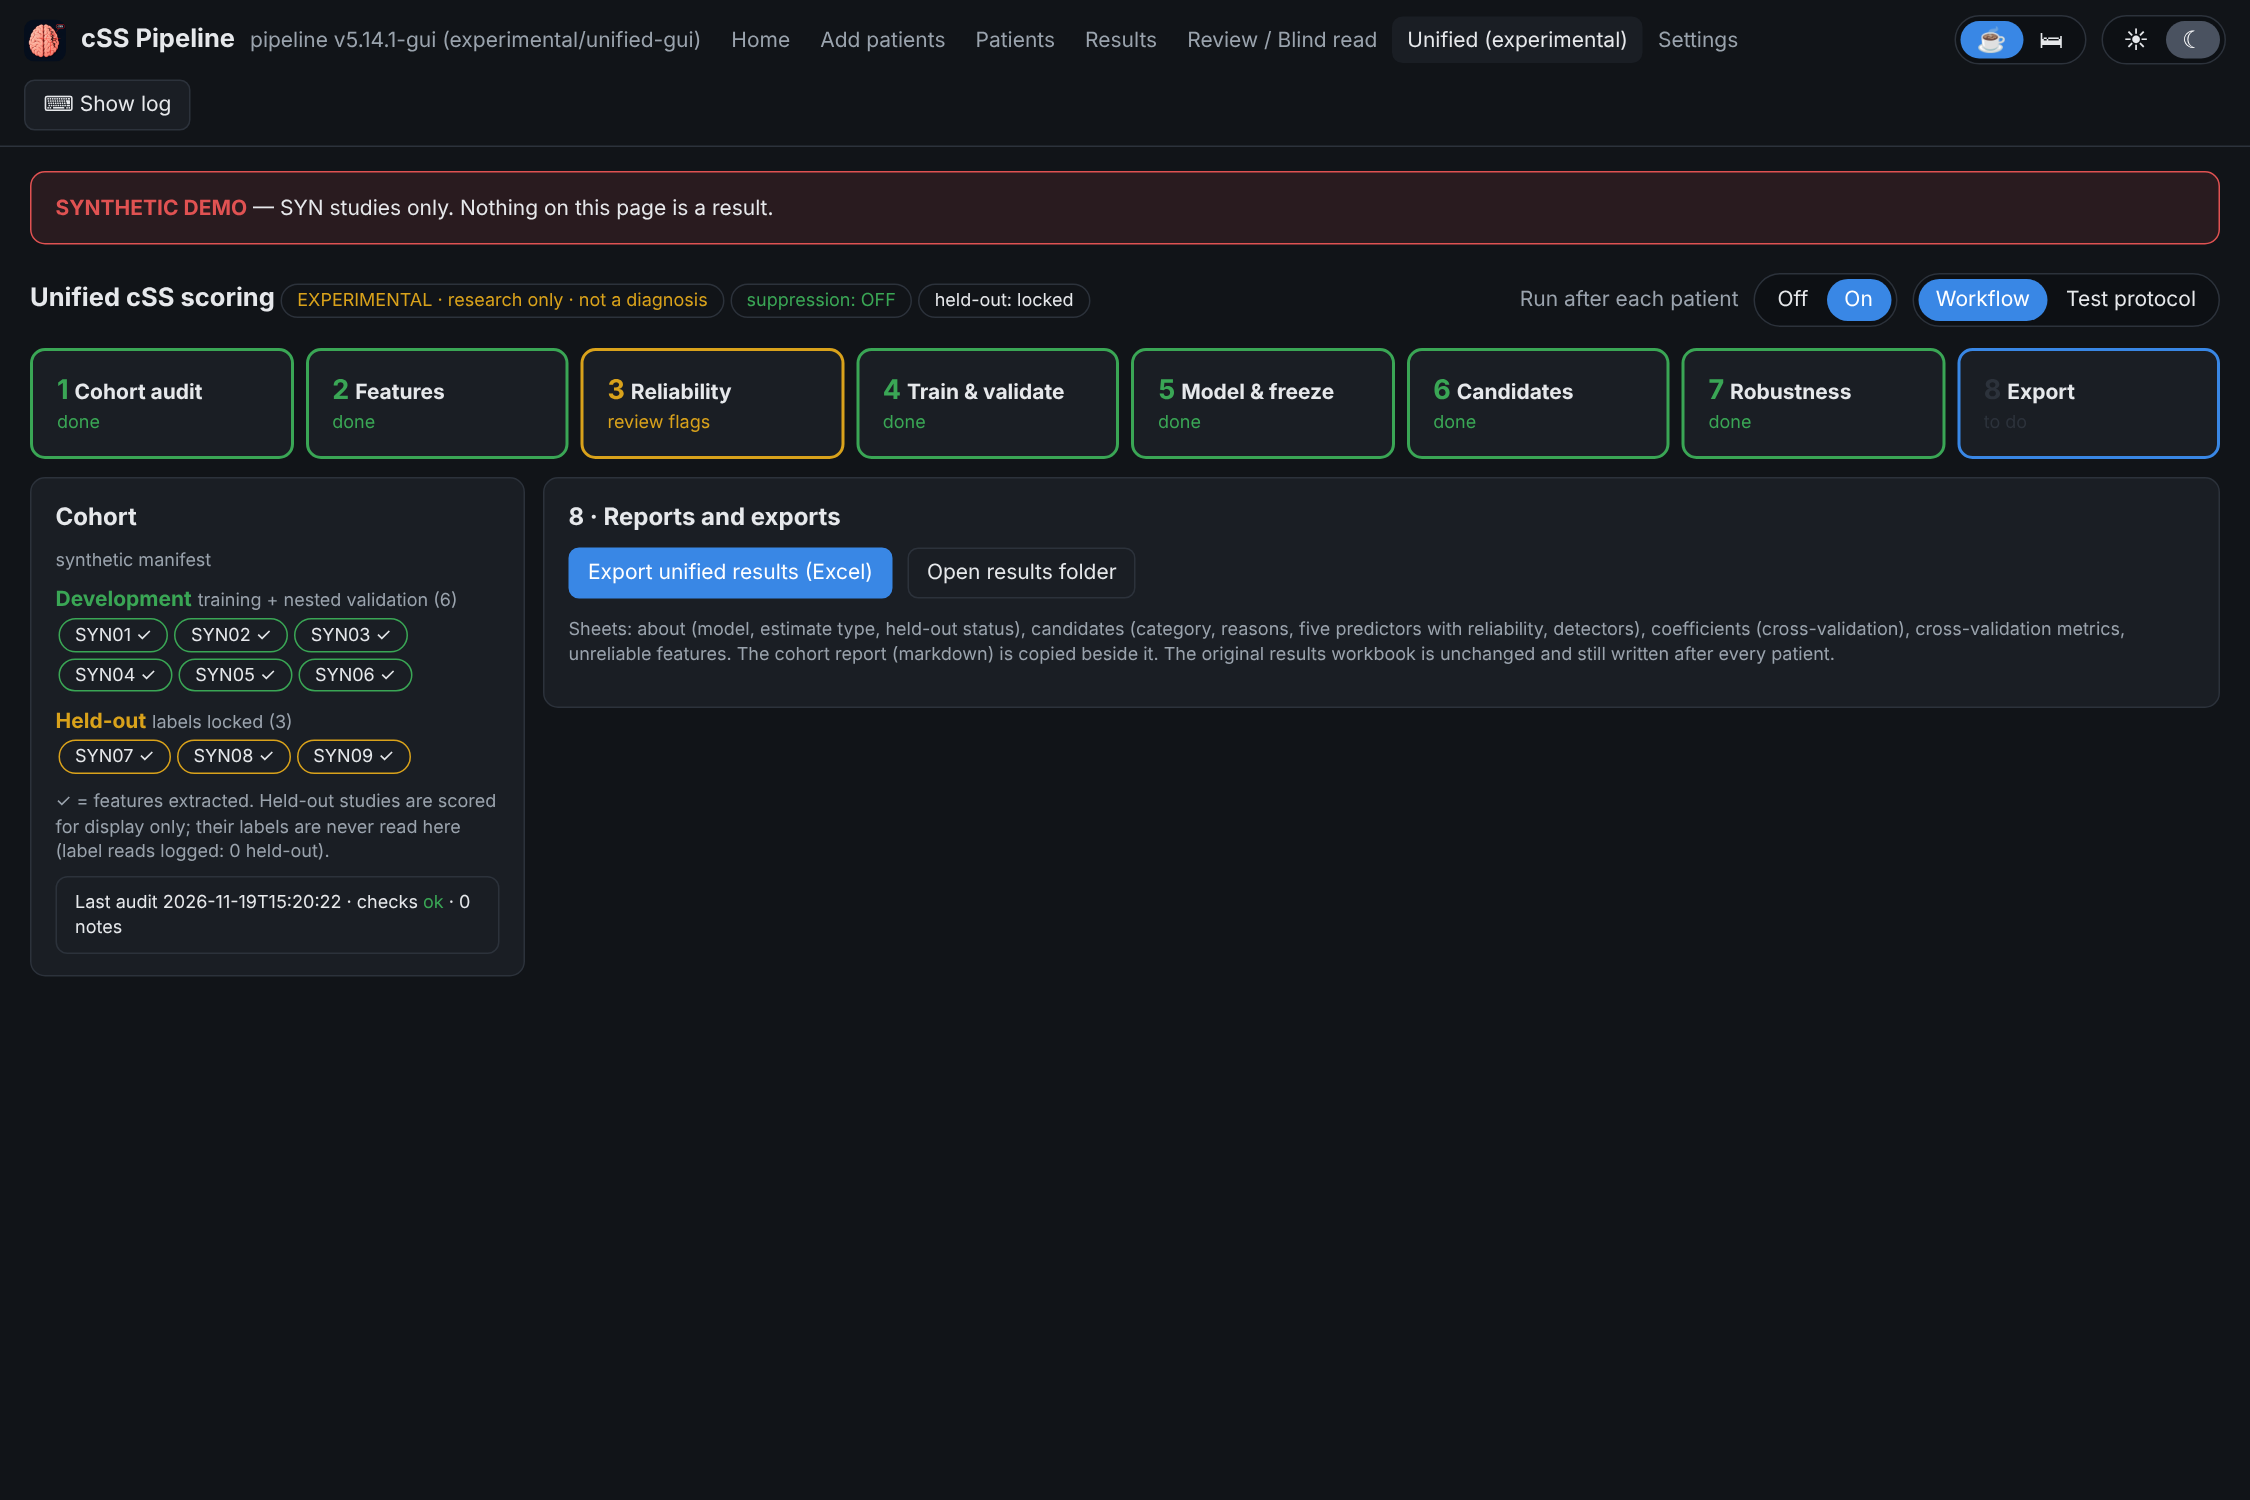 cSS Pipeline pipeline v5.14.1-gui (experimental/unified-gui) Home Add patients Patients Results Review / Blind read Unified (experimental) Settings
Show log
SYNTHETIC DEMO — SYN studies only. Nothing on this page is a result.
Unified cSS scoring EXPERIMENTAL · research only · not a diagnosis suppression: OFF held-out: locked Run after each patient Off On Workflow Test protocol
1 Cohort audit
done
2 Features
done
3 Reliability
review flags
4 Train & validate
done
5 Model & freeze
done
6 Candidates
done
7 Robustness
done
8 Export
to do
Cohort
synthetic manifest
Development training + nested validation (6)
SYN01 ✓ SYN02 ✓ SYN03 ✓
SYN04 ✓ SYN05 ✓ SYN06 ✓
Held-out labels locked (3)
SYN07 ✓ SYN08 ✓ SYN09 ✓
✓ = features extracted. Held-out studies are scored
for display only; their labels are never read here
(label reads logged: 0 held-out).
Last audit 2026-11-19T15:20:22 · checks ok · 0
notes
8 · Reports and exports
Export unified results (Excel) Open results folder
Sheets: about (model, estimate type, held-out status), candidates (category, reasons, five predictors with reliability, detectors), coefficients (cross-validation), cross-validation metrics,
unreliable features. The cohort report (markdown) is copied beside it. The original results workbook is unchanged and still written after every patient.